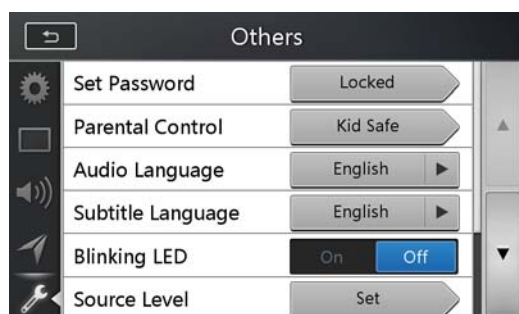 Others
Set Password Locked
Parental Control Kid Safe
Audio Language English
Subtitle Language English
Blinking LED On Off
Source Level Set